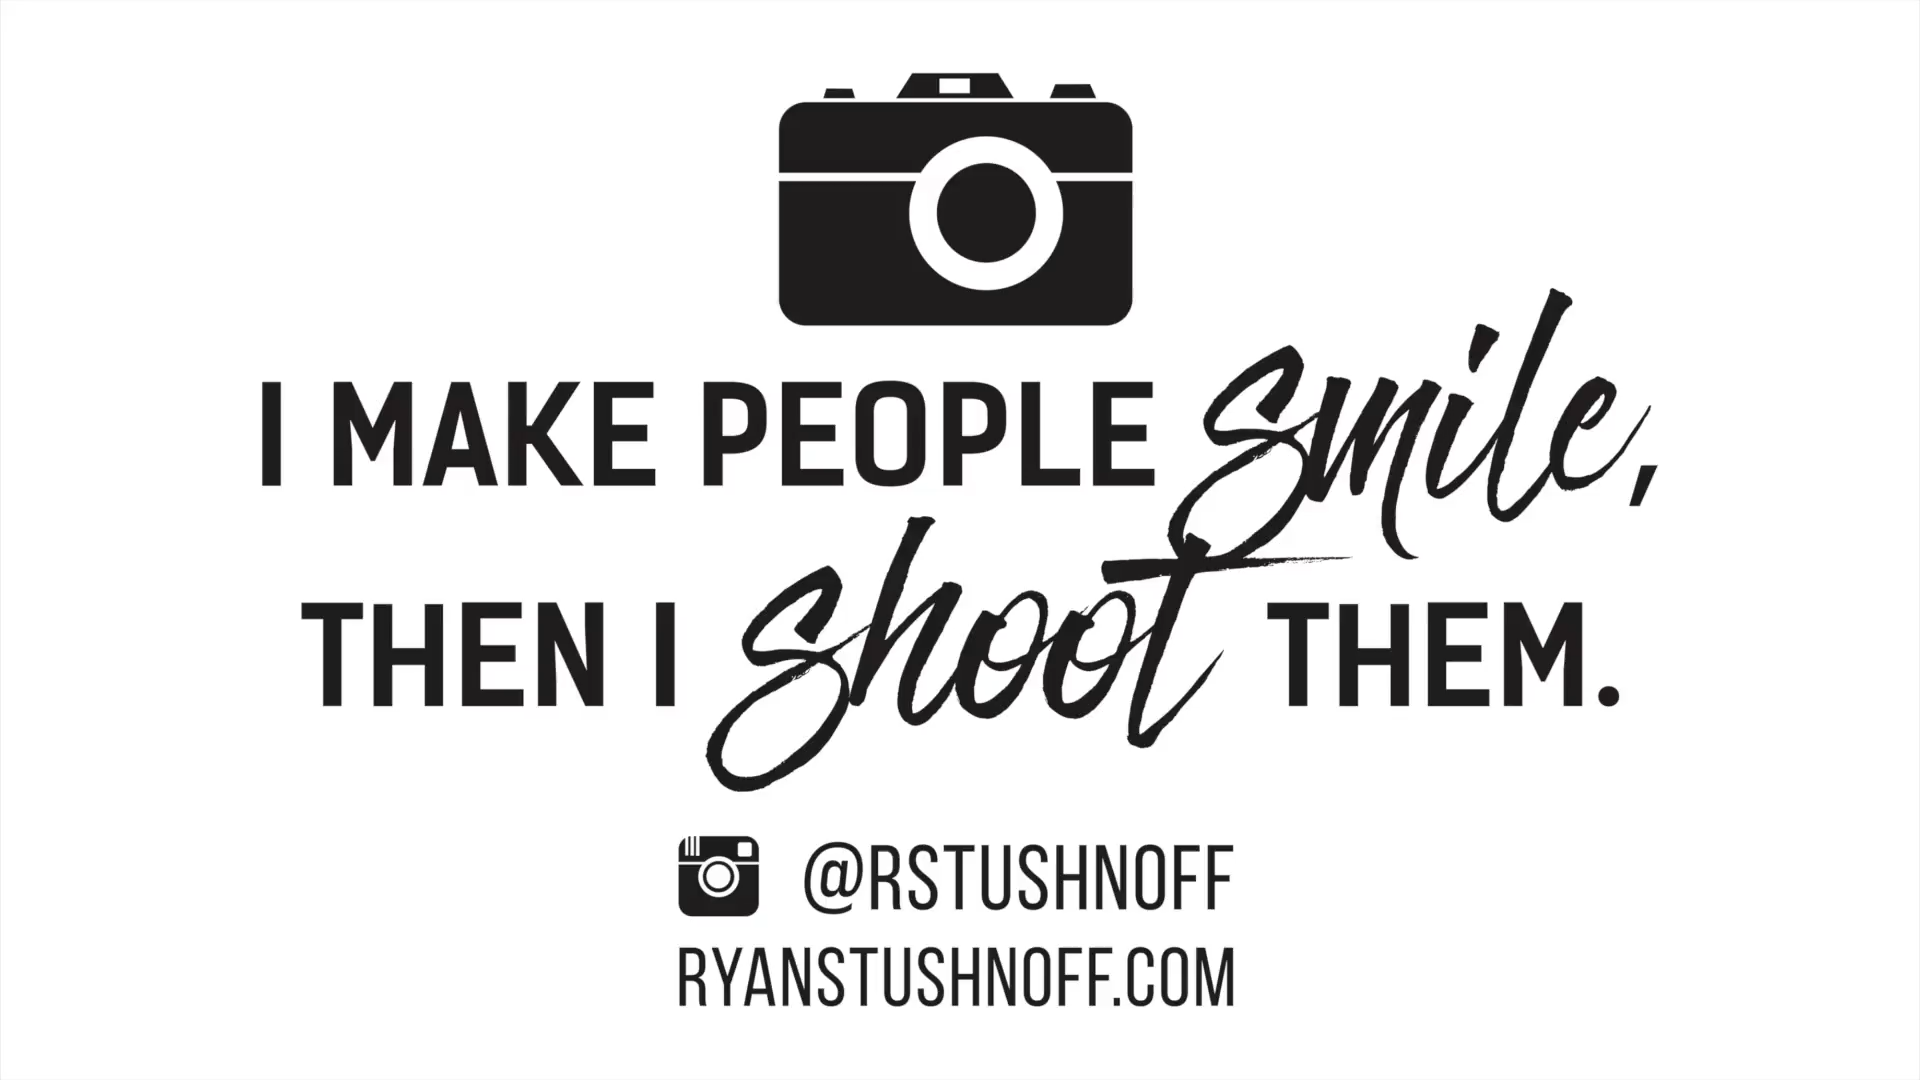 I MAKE PEOPLE smile,
THEN I shoot THEM.
@RSTUSHNOFF
RYANSTUSHNOFF.COM